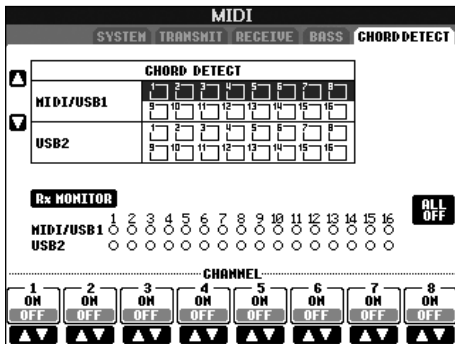 MIDI
SYSTEM TRANSMIT RECEIVE BASS CHORD DETECT
CHORD DETECT
MIDI/USB1
1 2 3 4 5 6 7 8
9 10 11 12 13 14 15 16
USB2
1 2 3 4 5 6 7 8
9 10 11 12 13 14 15 16
Rx MONITOR
ALL OFF
1 2 3 4 5 6 7 8 9 10 11 12 13 14 15 16
MIDI/USB1
USB2
CHANNEL
1 2 3 4 5 6 7 8
ON ON ON ON ON ON ON ON
OFF OFF OFF OFF OFF OFF OFF OFF